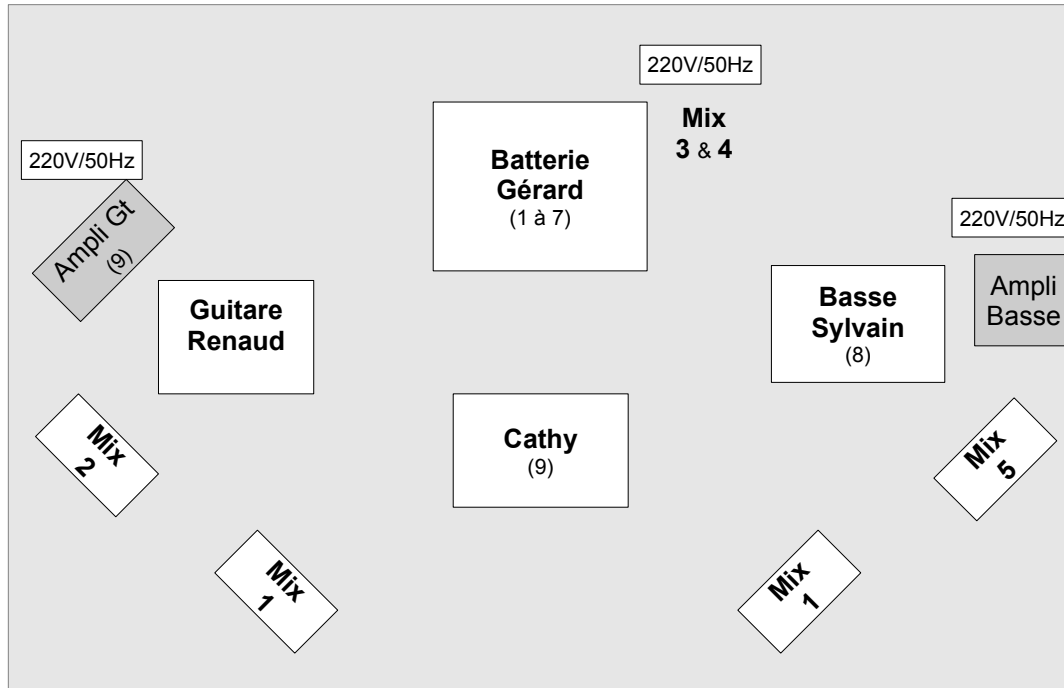 220V/50Hz
Mix
3 & 4
Batterie
Gérard
(1 à 7)
220V/50Hz
Ampli Gt
(9)
220V/50Hz
Guitare
Renaud
Basse
Sylvain
(8)
Ampli
Basse
Mix
2
Cathy
(9)
Mix
5
Mix
1
Mix
1